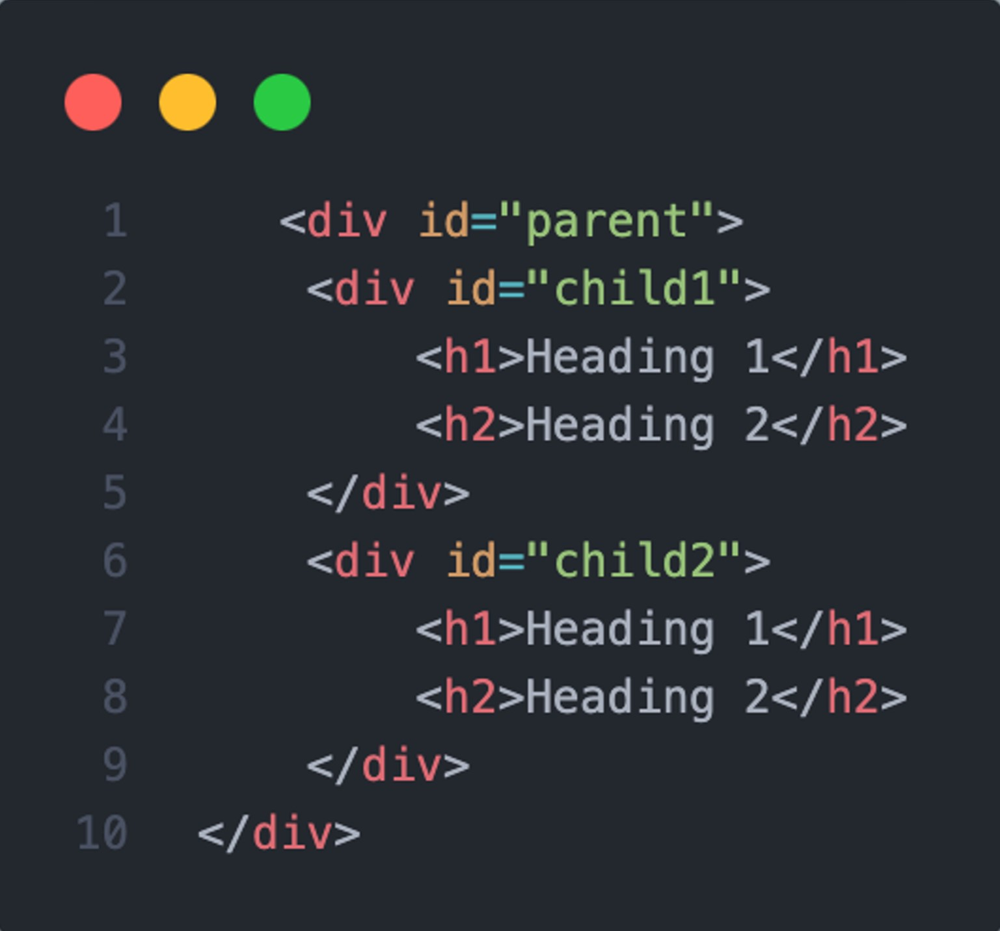 1 <div id="parent">
2 <div id="child1">
3 <h1>Heading 1</h1>
4 <h2>Heading 2</h2>
5 </div>
6 <div id="child2">
7 <h1>Heading 1</h1>
8 <h2>Heading 2</h2>
9 </div>
10 </div>